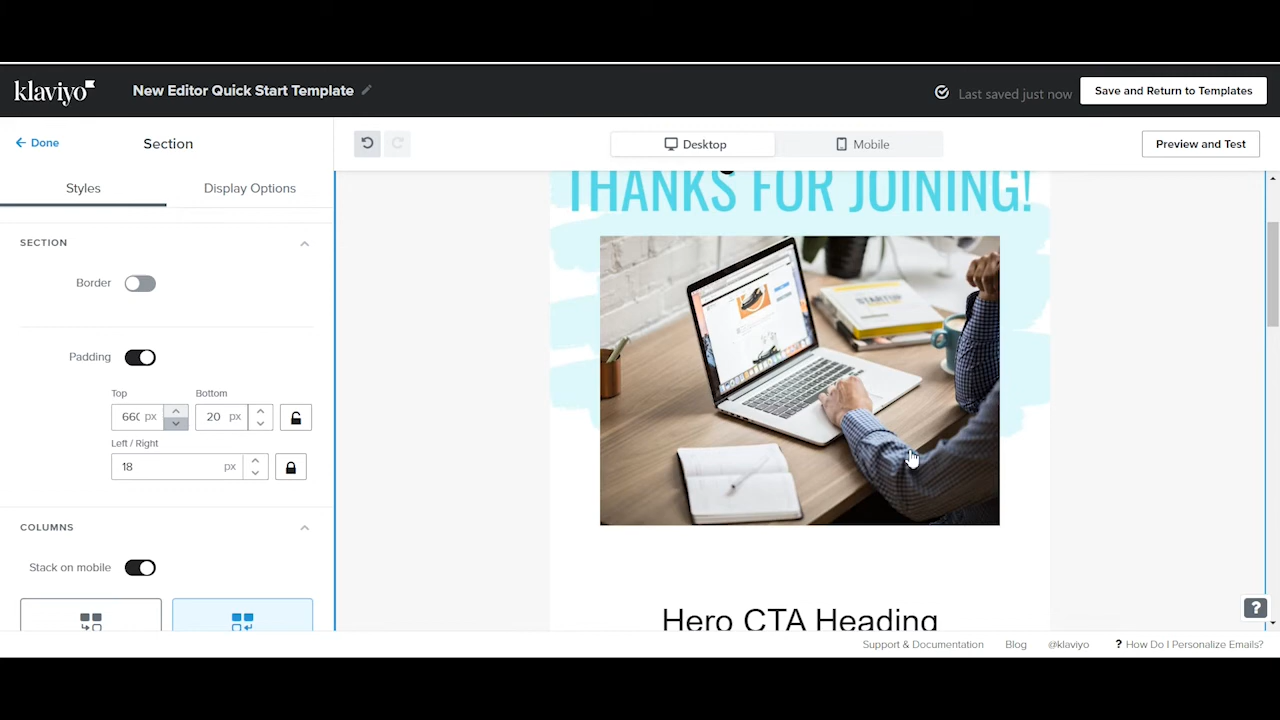 klaviyo
New Editor Quick Start Template
Last saved just now
Save and Return to Templates
Done
Section
Desktop
Mobile
Preview and Test
Styles
Display Options
THANKS FOR JOINING!
SECTION
Border
Padding
Top
Bottom
660 px
20 px
Left / Right
18 px
COLUMNS
Stack on mobile
STARTUP
Hero CTA Heading
?
Support & Documentation
Blog
@klaviyo
? How Do I Personalize Emails?